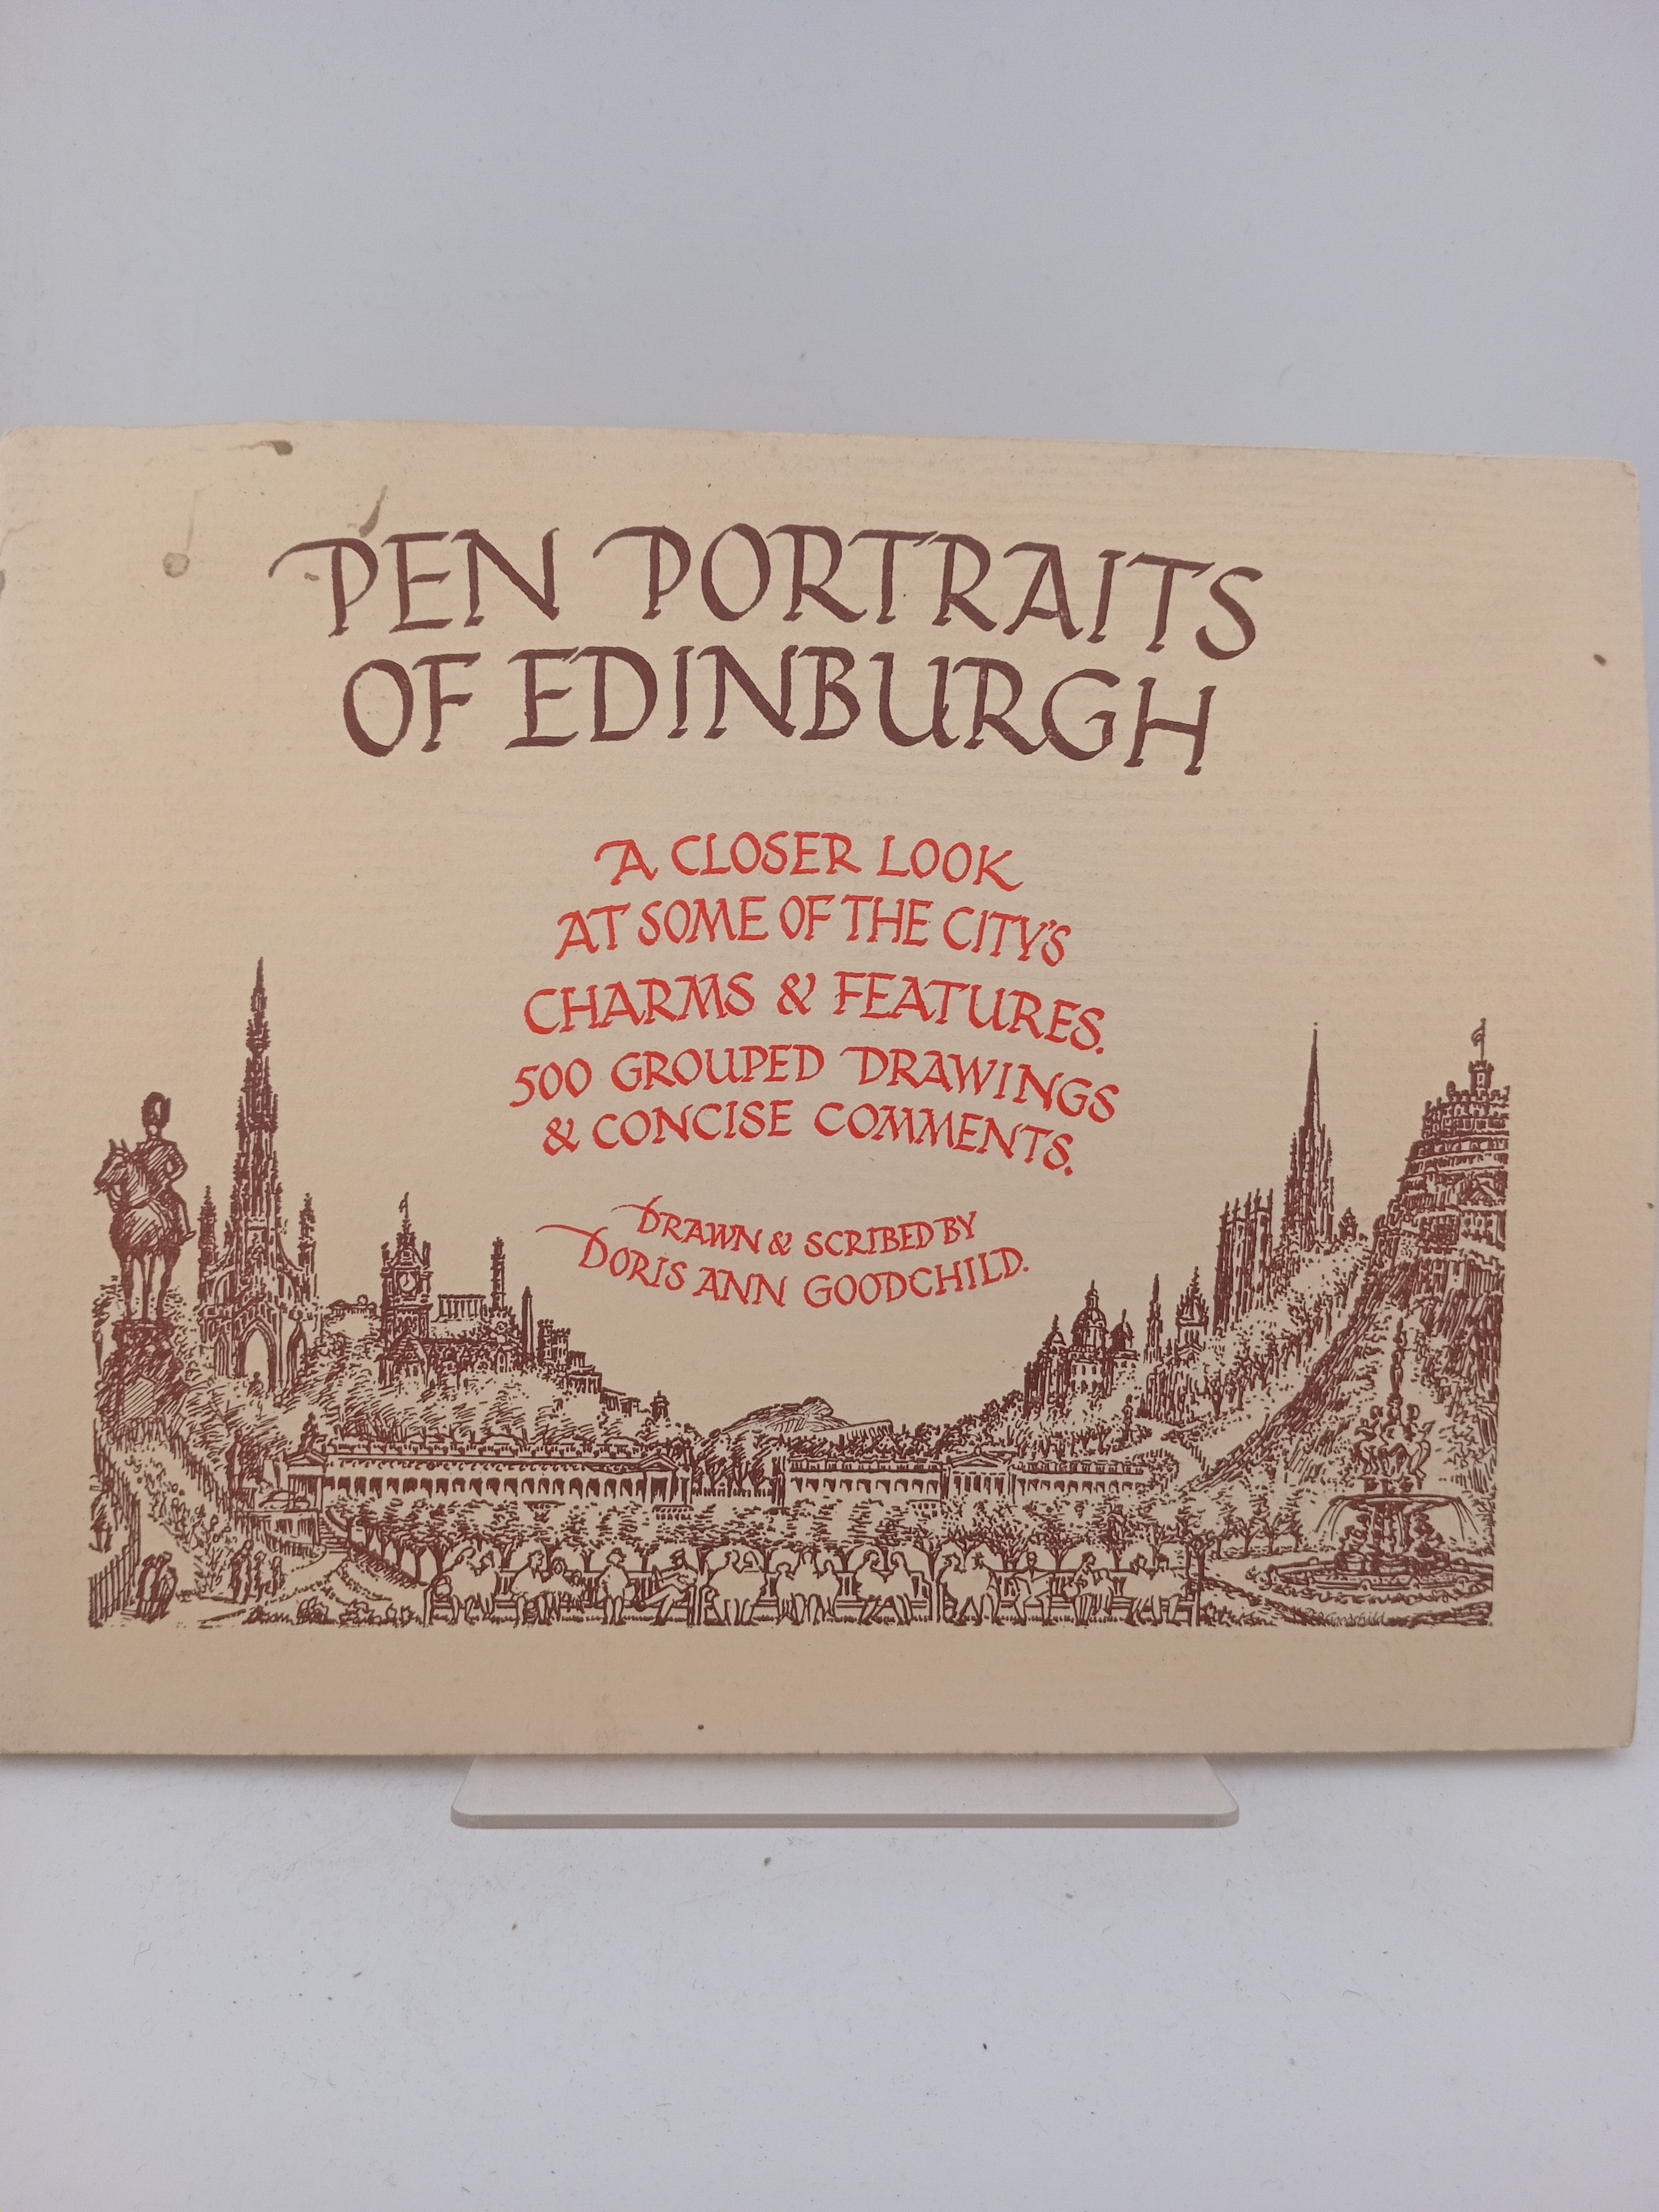 PEN PORTRAITS
OF EDINBURGH
A CLOSER LOOK
AT SOME OF THE CITY'S
CHARMS & FEATURES.
500 GROUPED DRAWINGS
& CONCISE COMMENTS.
DRAWN & SCRIBED BY
DORIS ANN GOODCHILD.